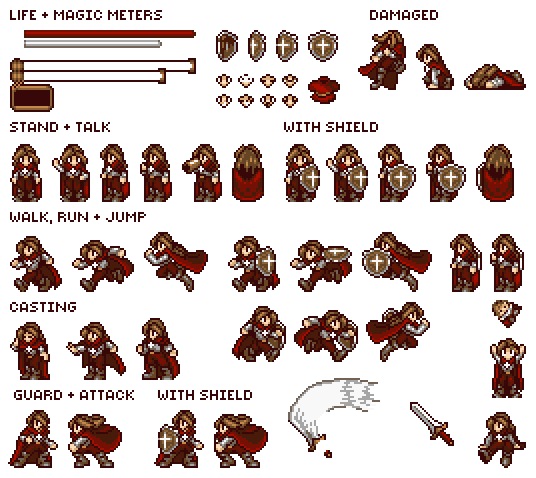 LIFE + MAGIC METERS
DAMAGED
STAND + TALK
WITH SHIELD
WALK, RUN + JUMP
CASTING
GUARD + ATTACK
WITH SHIELD